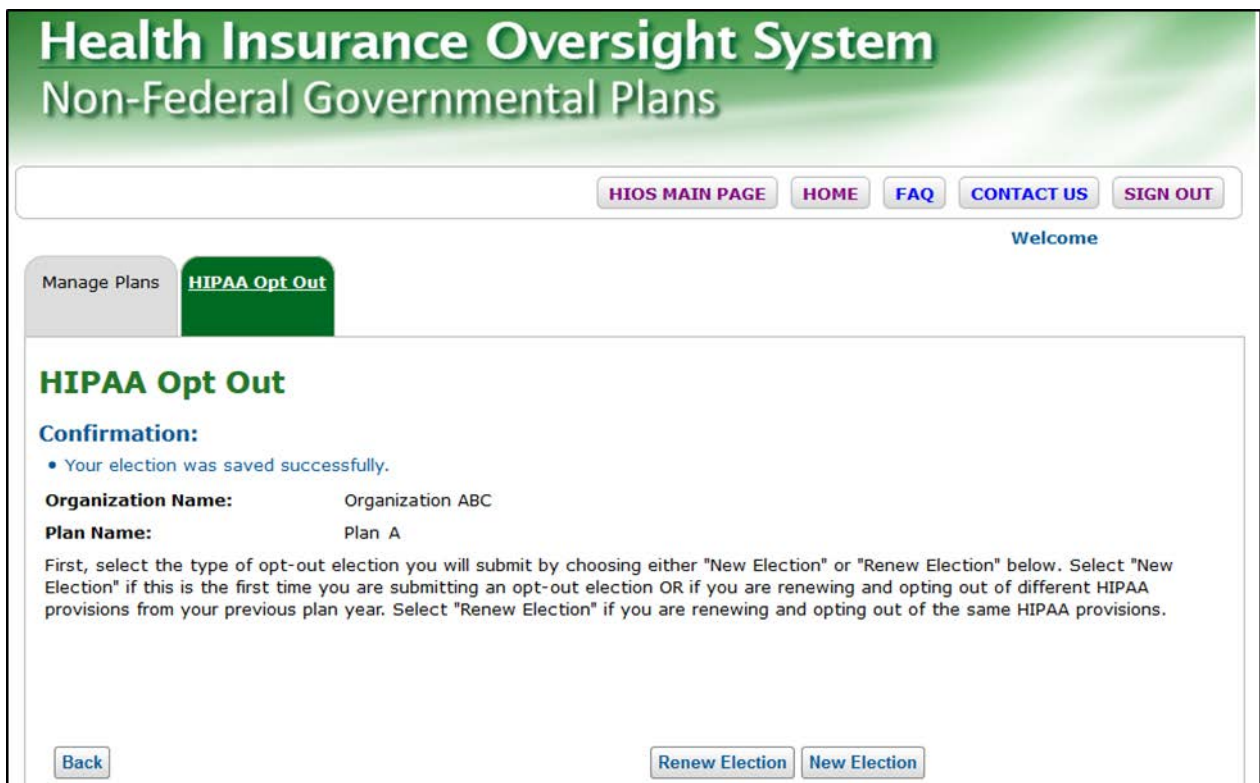 Health Insurance Oversight System
Non-Federal Governmental Plans
HIOS MAIN PAGE HOME FAQ CONTACT US SIGN OUT
Welcome
Manage Plans HIPAA Opt Out
HIPAA Opt Out
Confirmation:
• Your election was saved successfully.
Organization Name: Organization ABC
Plan Name: Plan A
First, select the type of opt-out election you will submit by choosing either "New Election" or "Renew Election" below. Select "New
Election" if this is the first time you are submitting an opt-out election OR if you are renewing and opting out of different HIPAA
provisions from your previous plan year. Select "Renew Election" if you are renewing and opting out of the same HIPAA provisions.
Back Renew Election New Election